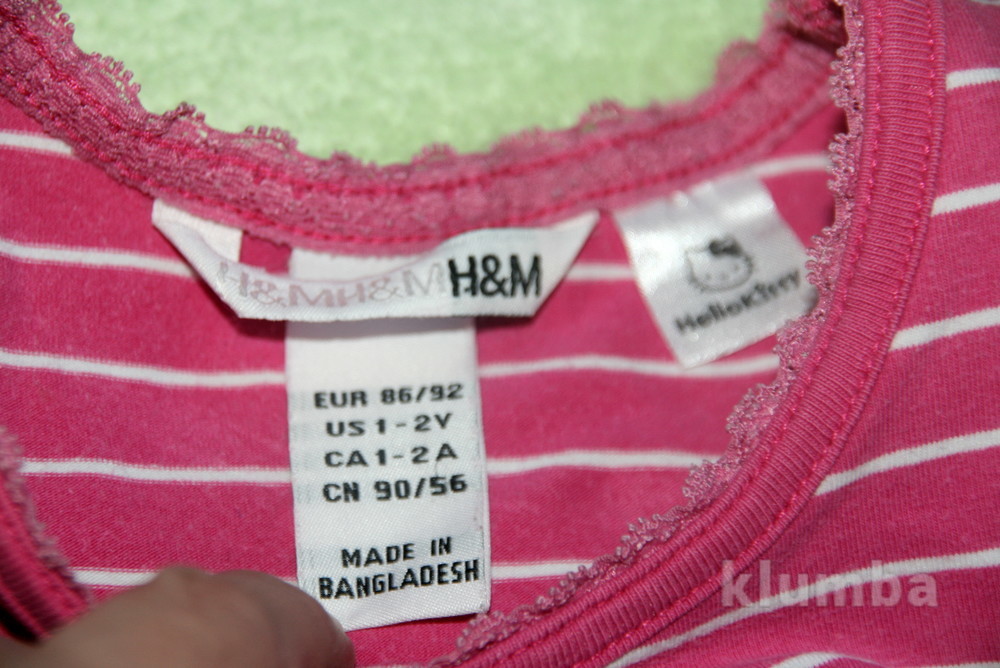 H&MH&MH&M
HelloKitty
EUR 86/92
US 1-2Y
CA 1-2A
CN 90/56
MADE IN
BANGLADESH
klumba